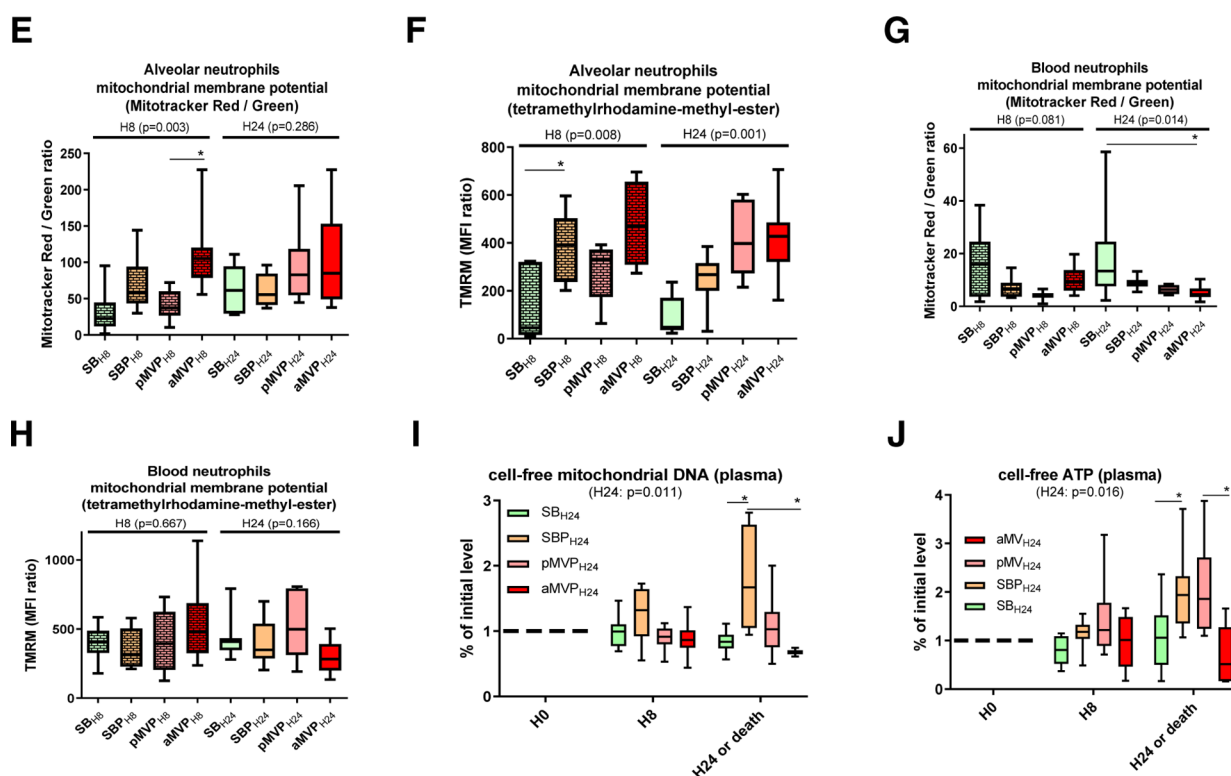 E
Alveolar neutrophils
mitochondrial membrane potential
(Mitotracker Red / Green)
H8 (p=0.003)
H24 (p=0.286)
*
Mitotracker Red / Green ratio
250
200
150
100
50
0
SBH8
SBPH8
pMVPH8
aMVPH8
SBH24
SBPH24
pMVPH24
aMVPH24
F
Alveolar neutrophils
mitochondrial membrane potential
(tetramethylrhodamine-methyl-ester)
H8 (p=0.008)
H24 (p=0.001)
*
TMRM (MFI ratio)
800
600
400
200
0
SBH8
SBPH8
pMVPH8
aMVPH8
SBH24
SBPH24
pMVPH24
aMVPH24
G
Blood neutrophils
mitochondrial membrane potential
(Mitotracker Red / Green)
H8 (p=0.081)
H24 (p=0.014)
*
Mitotracker Red / Green ratio
60
40
20
0
SBH8
SBPH8
pMVPH8
aMVPH8
SBH24
SBPH24
pMVPH24
aMVPH24
H
Blood neutrophils
mitochondrial membrane potential
(tetramethylrhodamine-methyl-ester)
H8 (p=0.667)
H24 (p=0.166)
TMRM (MFI ratio)
1000
500
0
SBH8
SBPH8
pMVPH8
aMVPH8
SBH24
SBPH24
pMVPH24
aMVPH24
I
cell-free mitochondrial DNA (plasma)
(H24: p=0.011)
* *
% of initial level
3
2
1
0
SBH24
SBPH24
pMVPH24
aMVPH24
H0
H8
H24 or death
J
cell-free ATP (plasma)
(H24: p=0.016)
* *
% of initial level
4
3
2
1
0
aMVH24
pMVH24
SBPH24
SBH24
H0
H8
H24 or death